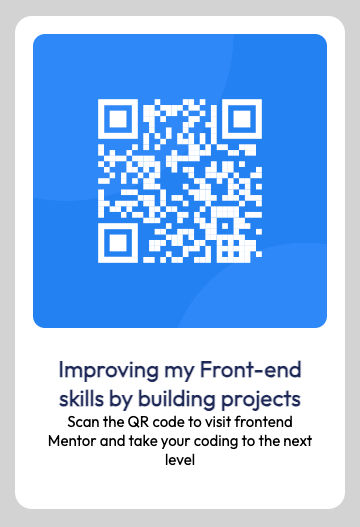 Improving my Front-end
skills by building projects
Scan the QR code to visit frontend
Mentor and take your coding to the next
level